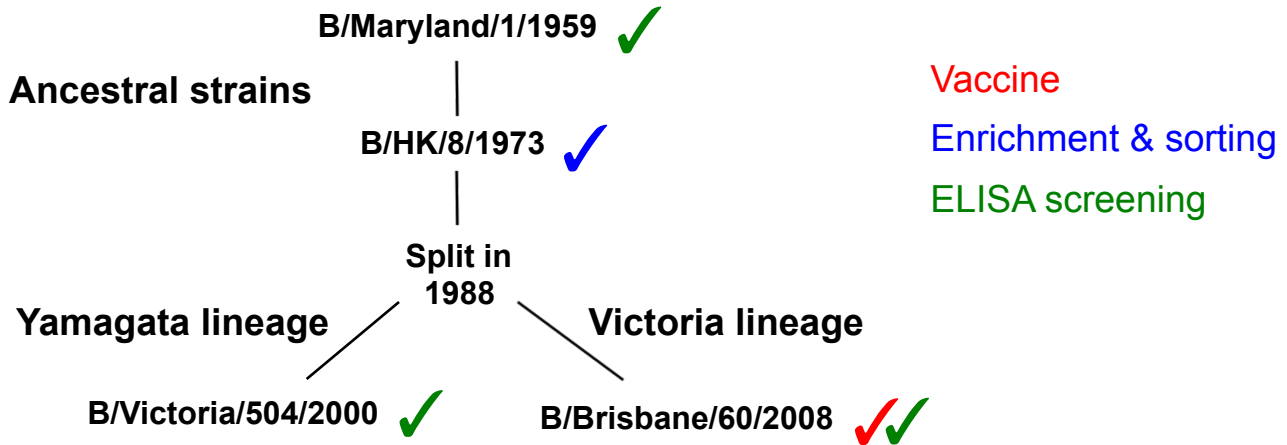 B/Maryland/1/1959
Ancestral strains
B/HK/8/1973
Split in
1988
Yamagata lineage
Victoria lineage
B/Victoria/504/2000
B/Brisbane/60/2008
Vaccine
Enrichment & sorting
ELISA screening